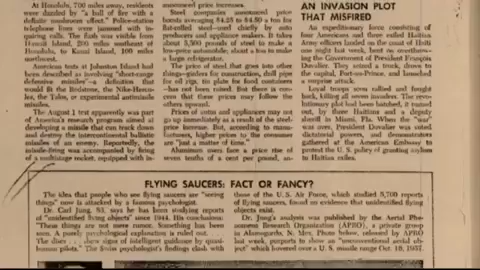 At Honolulu, 700 miles away, residents
were dazzled by "a ball of fire with a
definite mushroom effect." Police-station
telephone lines were jammed with in-
quiring calls. The flash was visible from
Hawaii Island, 200 miles southeast of
Honolulu, to Kauai Island, 105 miles
northwest.
American tests at Johnston Island had
been described as involving "short-range
defensive missiles"—a definition that
would fit the Redstone, the Nike-Hercu-
les, the Talos, or experimental antimissile
missiles.
The August 1 test apparently was part
of America's research program aimed at
developing a missile that can track down
and destroy the intercontinental ballistic
missiles of an enemy. Reportedly, the
missile-firing was accompanied by firing
of a multistage rocket, equipped with in-
announced price increases.
Steel companies announced price
boosts averaging $4.25 to $4.50 a ton for
flat-rolled steel—used chiefly by auto
producers and appliance makers. It takes
about 3,500 pounds of steel to make a
low-price automobile; about a ton to make
a large refrigerator.
The price of steel that goes into other
things—girders for construction, drill pipe
for oil rigs, tin plate for food containers
—has not been raised. But there is con-
cern that these prices may follow the
others upward.
Prices of autos and appliances may not
go up immediately as a result of the steel-
price increase. But, according to manu-
facturers, higher prices to the consumer
are "just a matter of time."
Aluminum users face a price rise of
seven tenths of a cent per pound, an-
AN INVASION PLOT
THAT MISFIRED
An expeditionary force consisting of
four Americans and three exiled Haitian
Army officers landed on the coast of Haiti
one night last week, bent on overthrow-
ing the Government of President François
Duvalier. They seized a truck, drove to
the capital, Port-au-Prince, and launched
a surprise attack.
Loyal troops soon rallied and fought
back, killing all seven invaders. The revo-
lutionary plot had been hatched, it turned
out, by three Haitians and a deputy
sheriff in Miami, Fla. When the "war"
was over, President Duvalier was voted
dictatorial powers, and demonstrators
gathered at the American Embassy to
protest the U.S. policy of granting asylum
to Haitian exiles.
FLYING SAUCERS: FACT OR FANCY?
The idea that people who see flying saucers are "seeing
things" now is attacked by a famous psychologist.
Dr. Carl Jung, 83, says he has been studying reports
of "unidentified flying objects" since 1944. His conclusion:
"These things are not mere rumor. Something has been
seen. A purely psychological explanation is ruled out.
The discs . . . show signs of intelligent guidance by quasi-
human pilots." The Swiss psychologist's findings clash with
those of the U.S. Air Force, which studied 5,700 reports
of flying saucers, found no evidence that unidentified flying
objects exist.
Dr. Jung's analysis was published by the Aerial Phe-
nomena Research Organization (APRO), a private group
in Alamogordo, N. Mex. Photo below, released by APRO
last week, purports to show an "unconventional aerial ob-
ject" which hovered over a U.S. missile range Oct. 16, 1957.